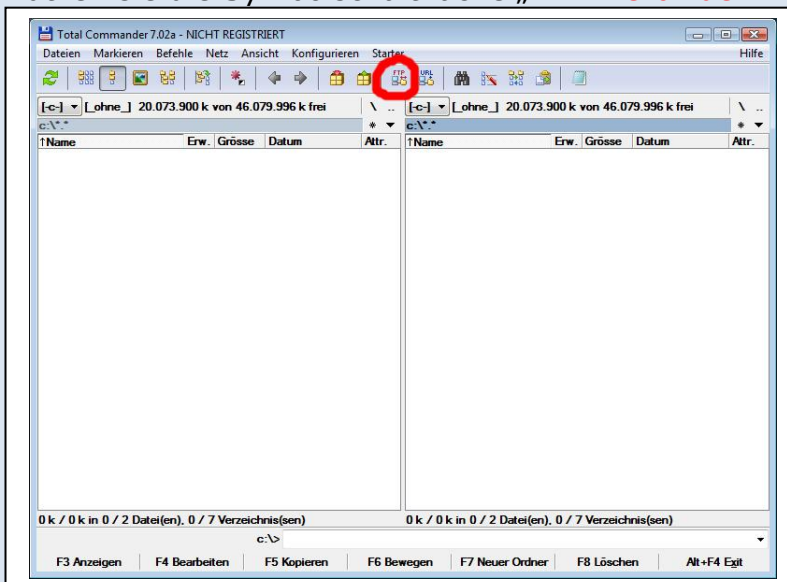 Total Commander 7.02a - NICHT REGISTRIERT
Dateien Markieren Befehle Netz Ansicht Konfigurieren Starter Hilfe
FTP URL
[-c-] [_ohne_] 20.073.900 k von 46.079.996 k frei \ .. [-c-] [_ohne_] 20.073.900 k von 46.079.996 k frei \ ..
c:\*.* * c:\*.* *
↑Name Erw. Grösse Datum Attr. ↑Name Erw. Grösse Datum Attr.
0 k / 0 k in 0 / 2 Datei(en), 0 / 7 Verzeichnis(sen) 0 k / 0 k in 0 / 2 Datei(en), 0 / 7 Verzeichnis(sen)
c:\>
F3 Anzeigen F4 Bearbeiten F5 Kopieren F6 Bewegen F7 Neuer Ordner F8 Löschen Alt+F4 Exit